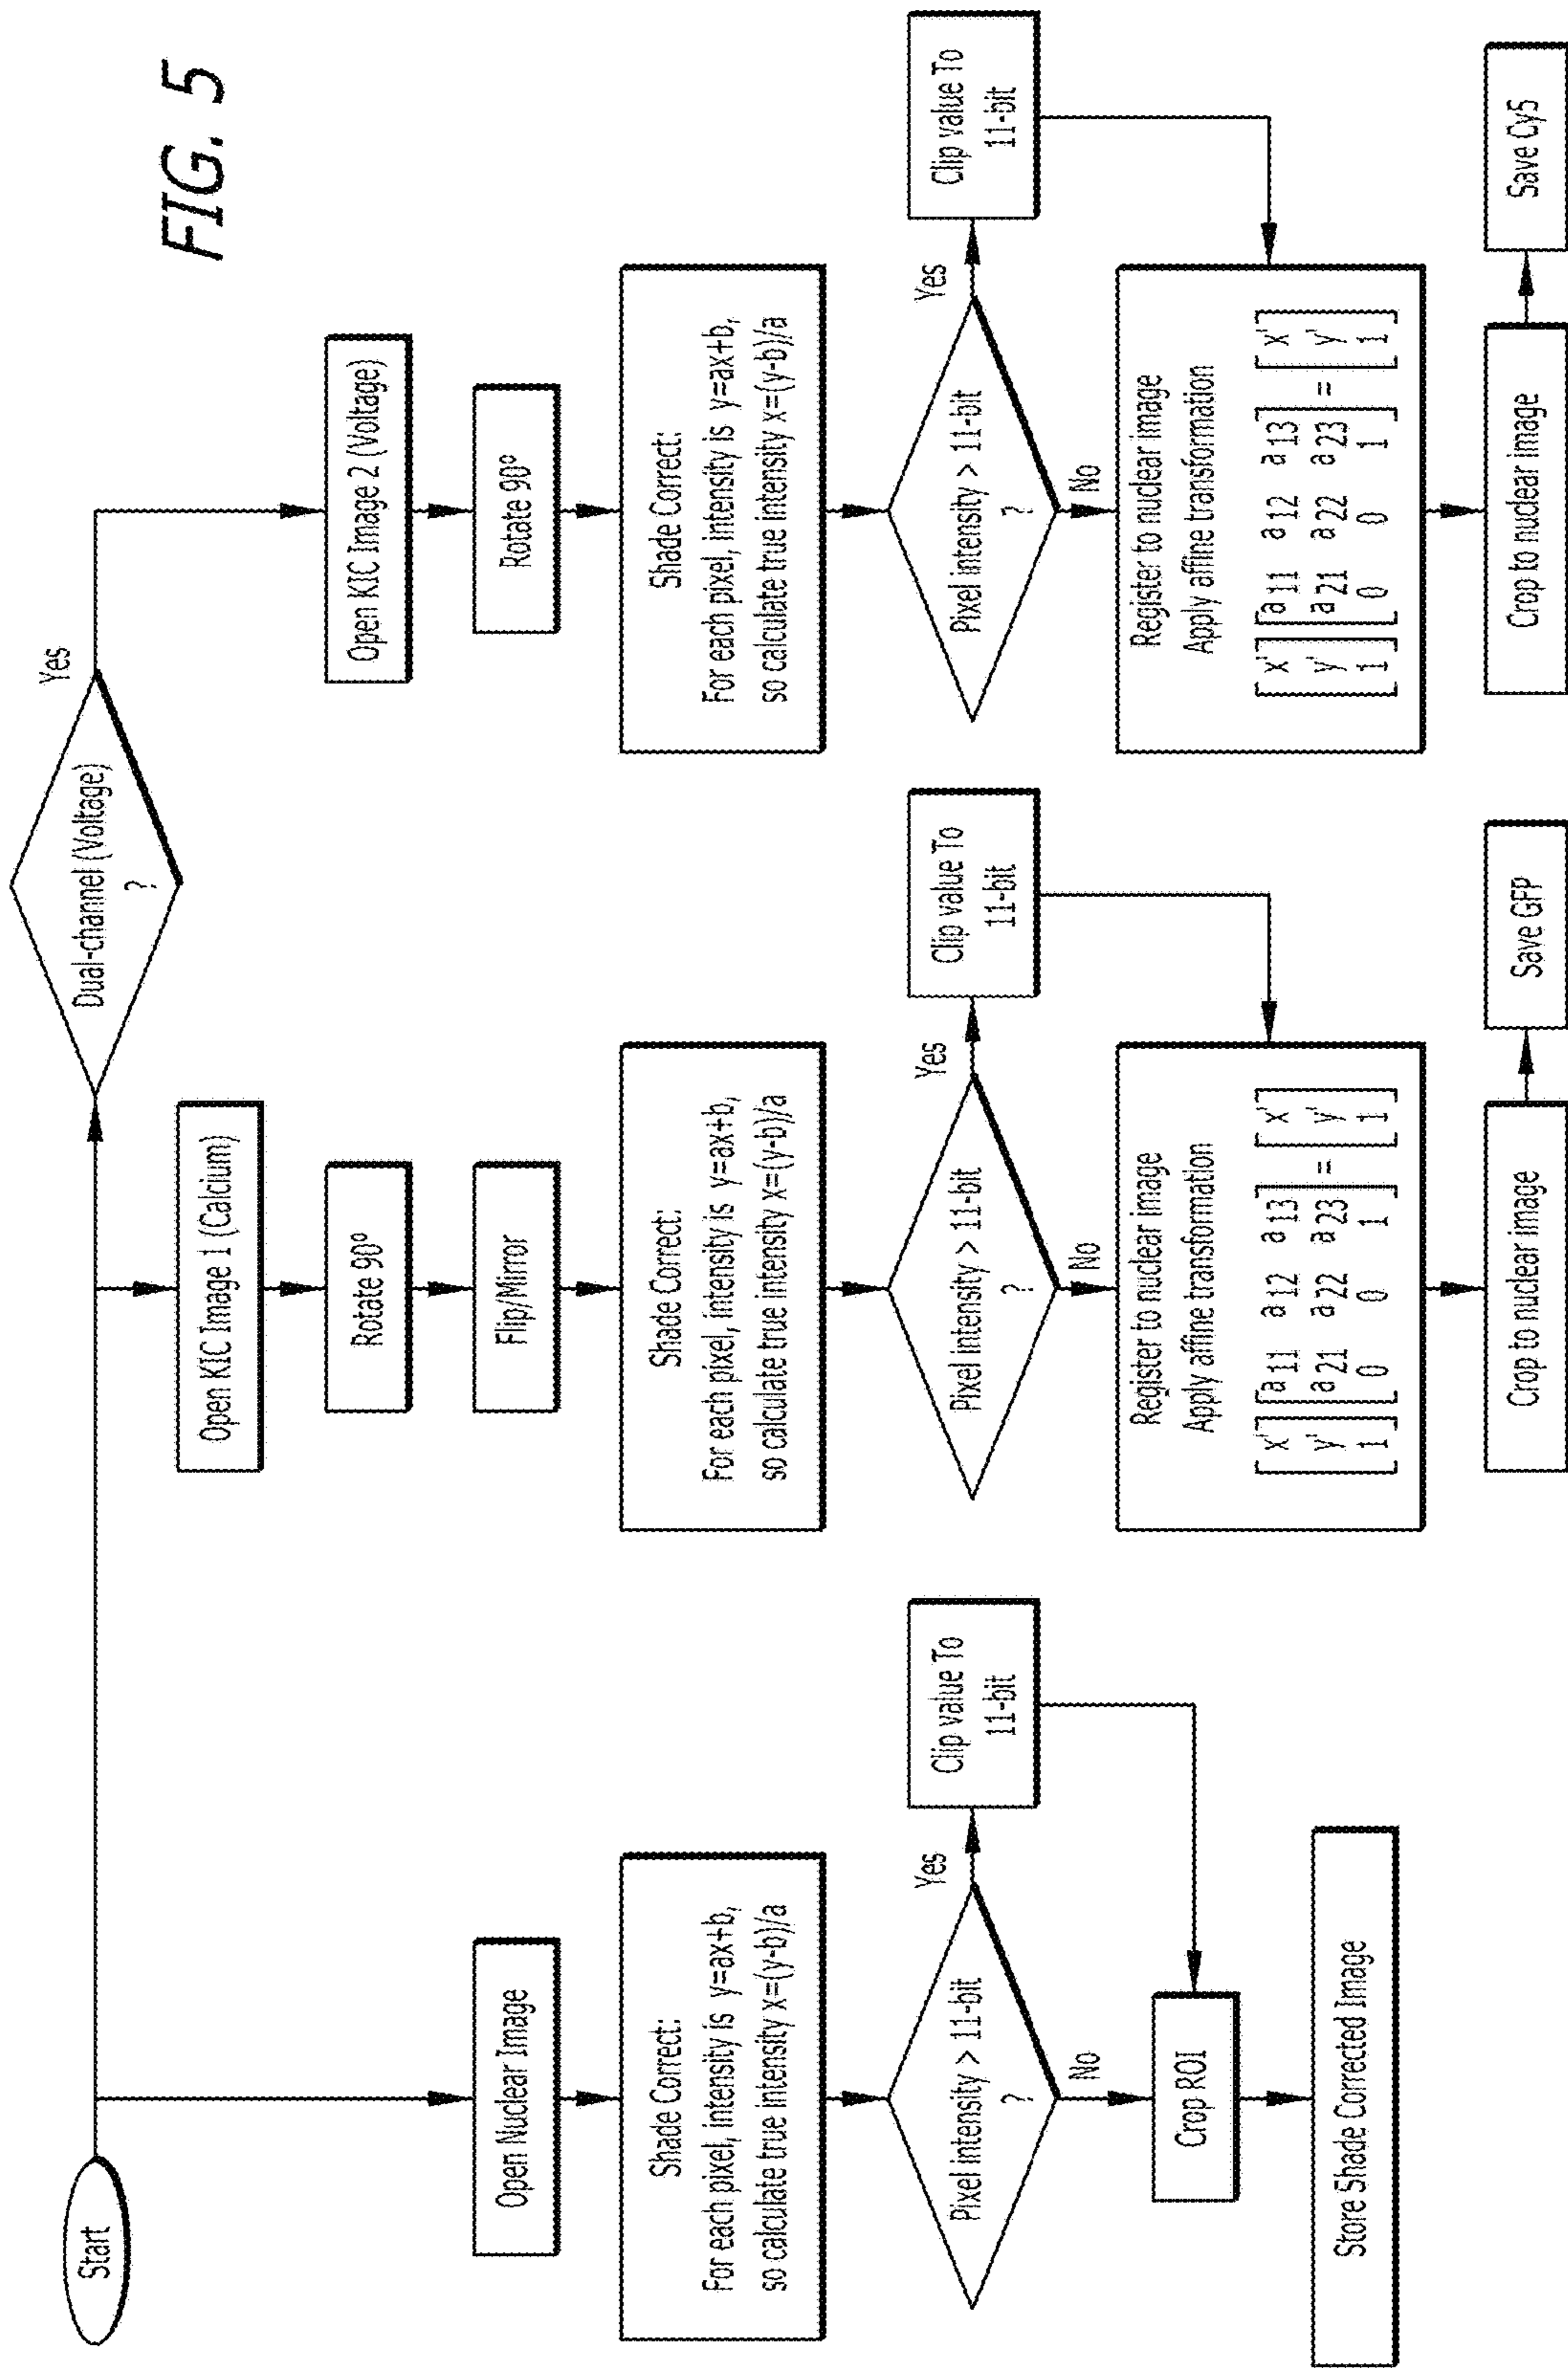 FIG. 5
Start
Dual-channel (Voltage)
?
Yes
Open Nuclear Image
Shade Correct:
For each pixel, intensity is y=ax+b,
so calculate true intensity x=(y-b)/a
Pixel intensity > 11-bit
?
Yes
No
Clip value To
11-bit
Crop ROI
Store Shade Corrected Image
Open KIC Image 1 (Calcium)
Rotate 90°
Flip/Mirror
Shade Correct:
For each pixel, intensity is y=ax+b,
so calculate true intensity x=(y-b)/a
Pixel intensity > 11-bit
?
Yes
No
Clip value To
11-bit
Register to nuclear image
Apply affine transformation
[x'] [a11 a12 a13] [x']
[y'] [a21 a22 a23] = [y']
[1] [0 0 1] [1]
Crop to nuclear image
Save GFP
Open KIC Image 2 (Voltage)
Rotate 90°
Shade Correct:
For each pixel, intensity is y=ax+b,
so calculate true intensity x=(y-b)/a
Pixel intensity > 11-bit
?
Yes
No
Clip value To
11-bit
Register to nuclear image
Apply affine transformation
[x'] [a11 a12 a13] [x']
[y'] [a21 a22 a23] = [y']
[1] [0 0 1] [1]
Crop to nuclear image
Save Cy5